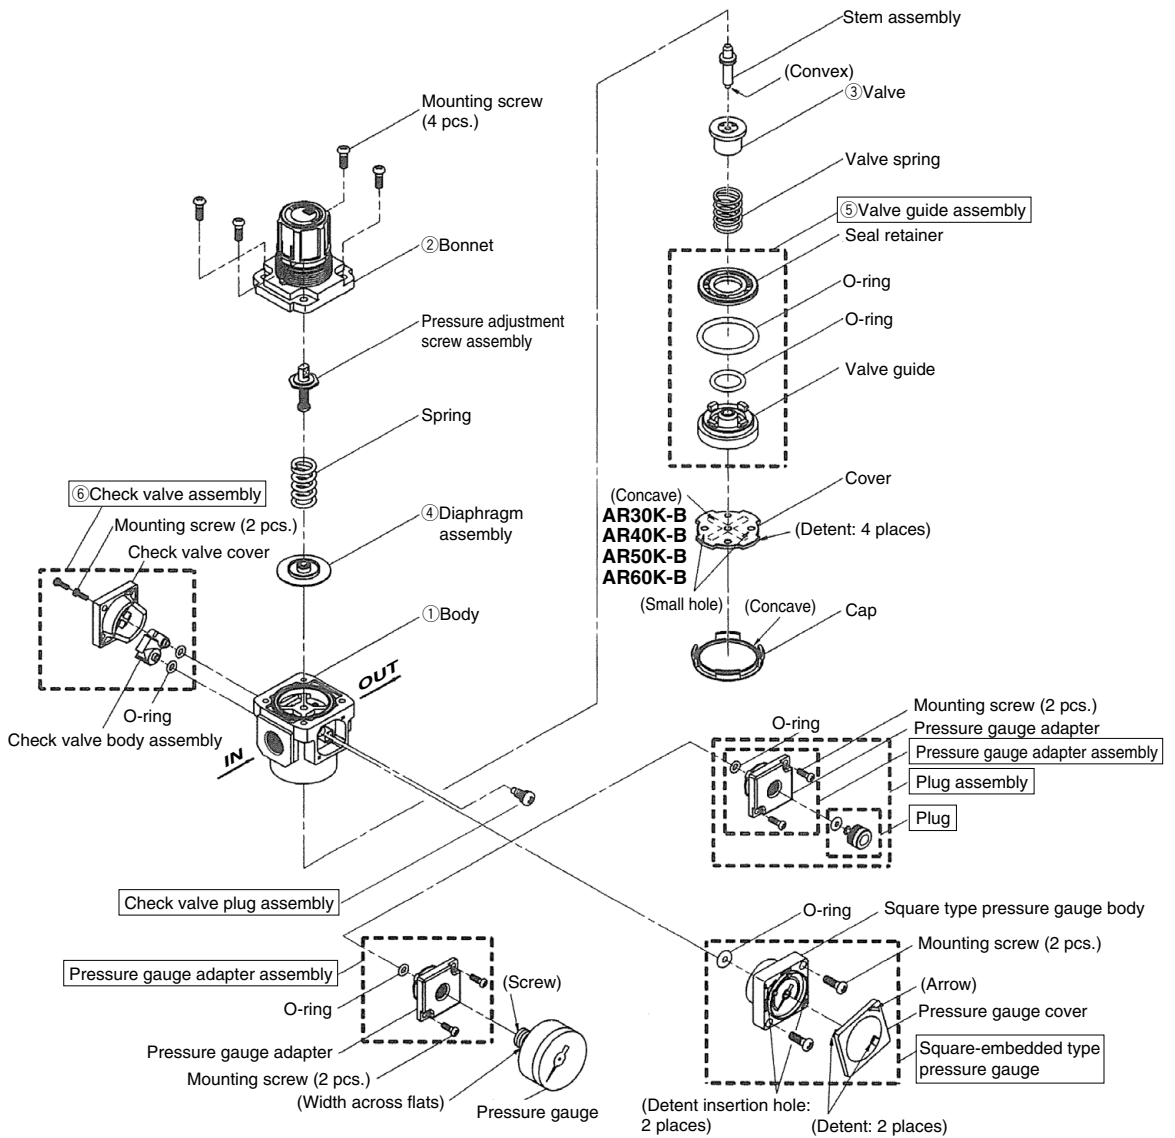 Stem assembly
(Convex)
③Valve
Mounting screw
(4 pcs.)
Valve spring
⑤Valve guide assembly
Seal retainer
②Bonnet
O-ring
O-ring
Pressure adjustment
screw assembly
Valve guide
Spring
Cover
(Concave)
AR30K-B
AR40K-B
AR50K-B
AR60K-B
(Detent: 4 places)
(Small hole)
⑥Check valve assembly
Mounting screw (2 pcs.)
Check valve cover
④Diaphragm
assembly
(Concave)
Cap
①Body
OUT
IN
O-ring
Check valve body assembly
Mounting screw (2 pcs.)
O-ring
Pressure gauge adapter
Pressure gauge adapter assembly
Plug assembly
Plug
Check valve plug assembly
O-ring
Square type pressure gauge body
Mounting screw (2 pcs.)
Pressure gauge adapter assembly
(Screw)
O-ring
(Arrow)
Pressure gauge cover
Pressure gauge adapter
Mounting screw (2 pcs.)
(Width across flats)
Pressure gauge
Square-embedded type
pressure gauge
(Detent insertion hole:
2 places)
(Detent: 2 places)